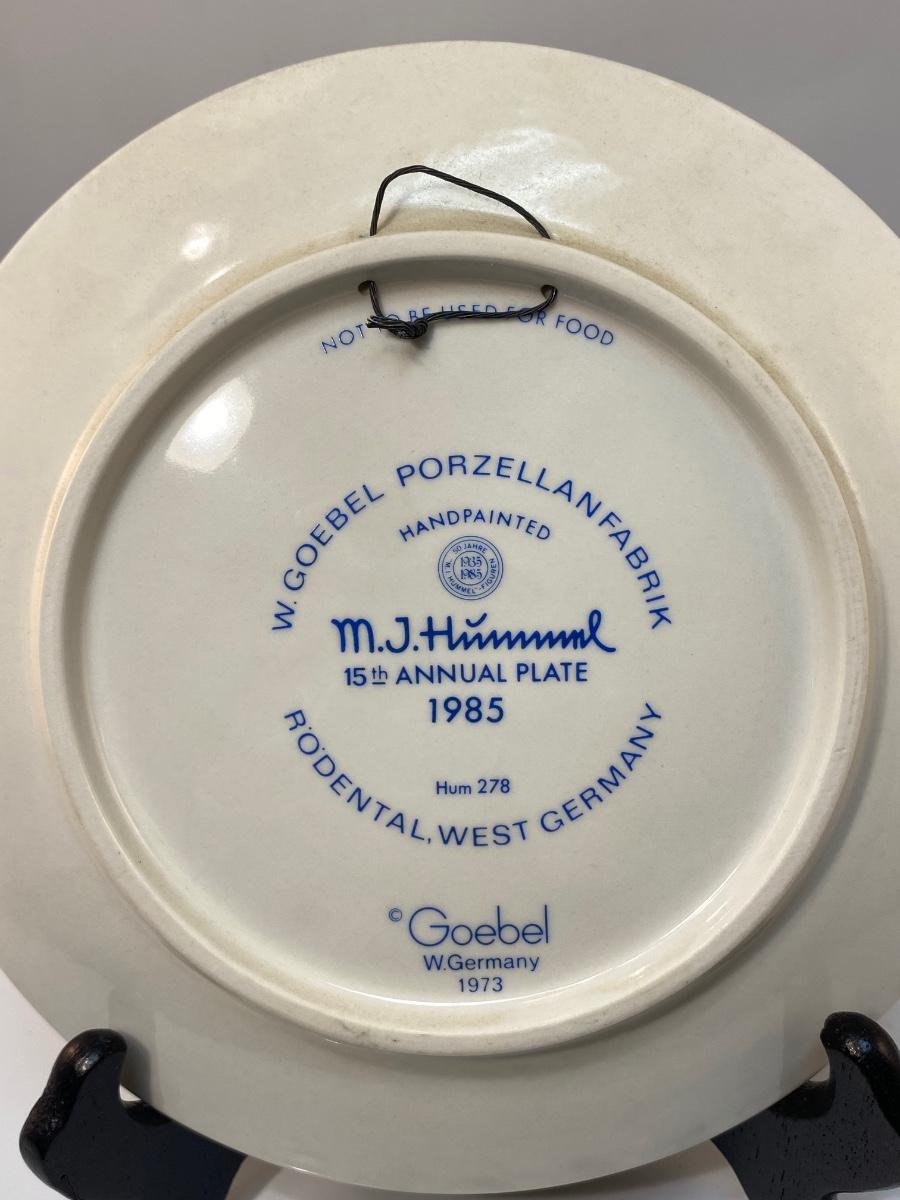 NOT TO BE USED FOR FOOD
W. GOEBEL PORZELLANFABRIK
HANDPAINTED
50 JAHRE
1935
1985
M.I. HUMMEL-FIGUREN
M.J.Hummel
15th ANNUAL PLATE
1985
Hum 278
RÖDENTAL, WEST GERMANY
© Goebel
W.Germany
1973